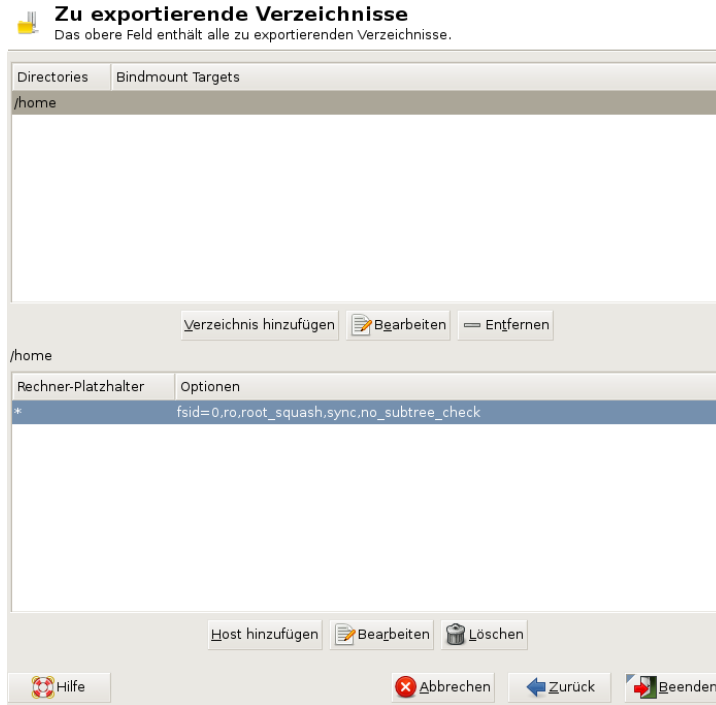 Zu exportierende Verzeichnisse
Das obere Feld enthält alle zu exportierenden Verzeichnisse.
Directories Bindmount Targets
/home
Verzeichnis hinzufügen Bearbeiten Entfernen
/home
Rechner-Platzhalter Optionen
* fsid=0,ro,root_squash,sync,no_subtree_check
Host hinzufügen Bearbeiten Löschen
Hilfe Abbrechen Zurück Beenden